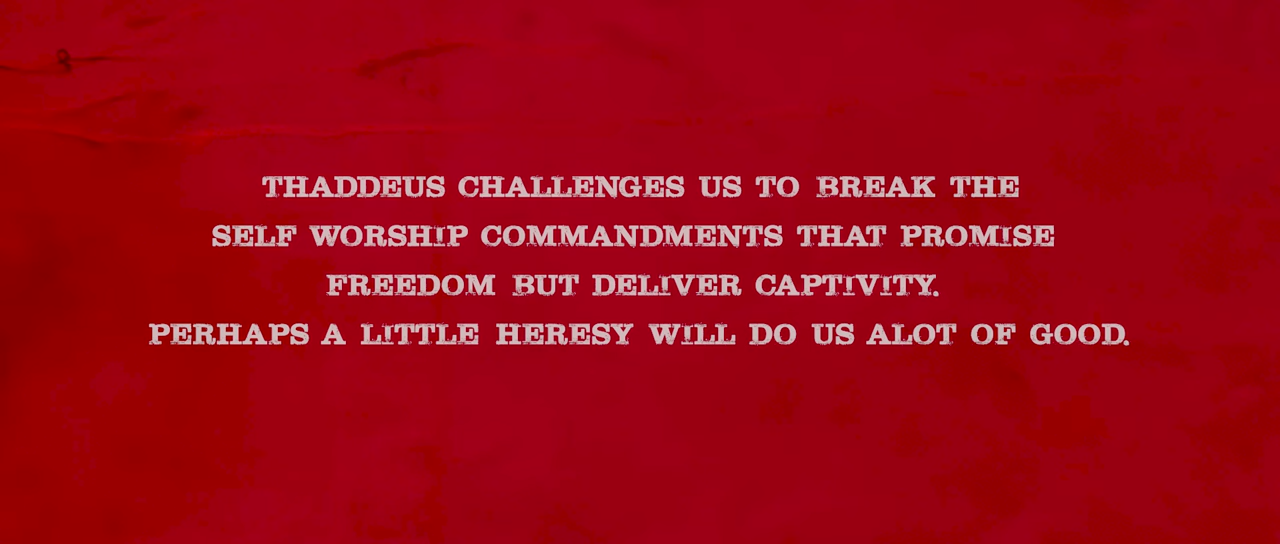 THADDEUS CHALLENGES US TO BREAK THE
SELF WORSHIP COMMANDMENTS THAT PROMISE
FREEDOM BUT DELIVER CAPTIVITY.
PERHAPS A LITTLE HERESY WILL DO US ALOT OF GOOD.